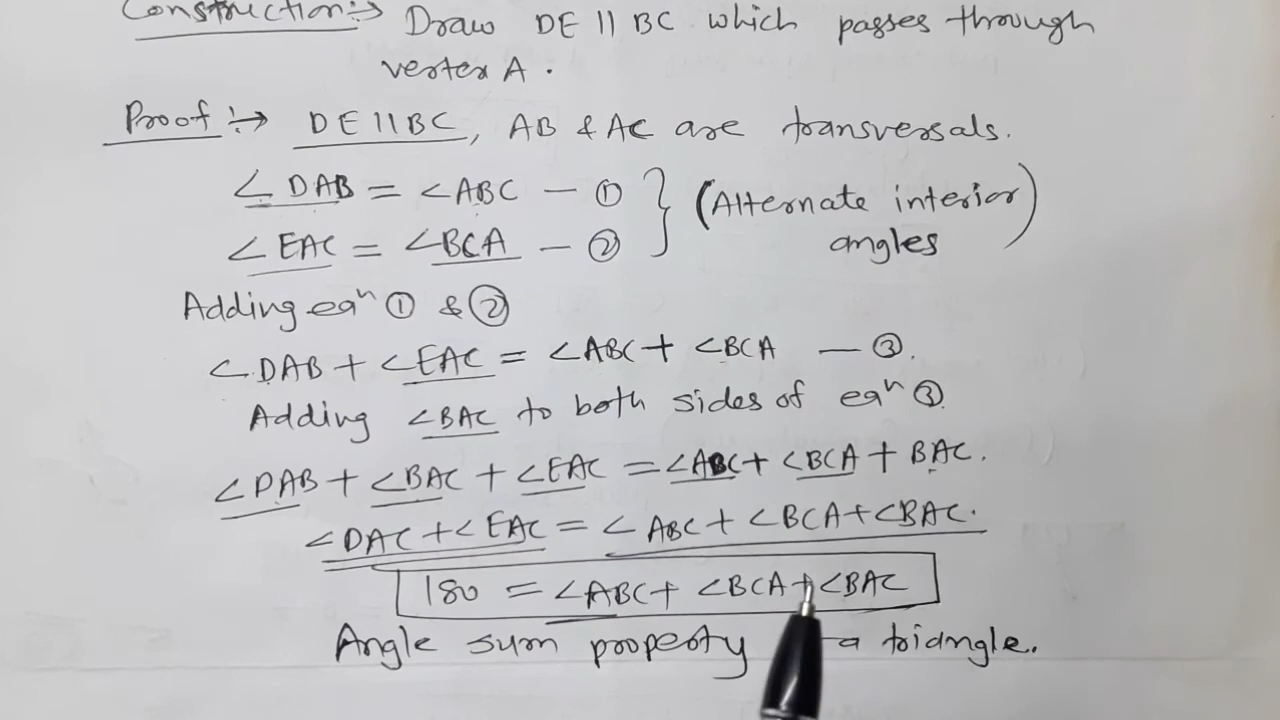 Construction:→ Draw DE || BC which passes through
vertex A.
Proof:→ DE||BC, AB & AC are transversals.
∠DAB = ∠ABC — ①
∠EAC = ∠BCA — ②
(Alternate interior
angles)
Adding eqⁿ ① & ②
∠DAB + ∠EAC = ∠ABC + ∠BCA — ③.
Adding ∠BAC to both sides of eqⁿ ③
∠DAB + ∠BAC + ∠EAC = ∠ABC + ∠BCA + BAC.
∠DAC + ∠EAC = ∠ABC + ∠BCA + ∠BAC.
180 = ∠ABC + ∠BCA + ∠BAC
Angle sum property a triangle.